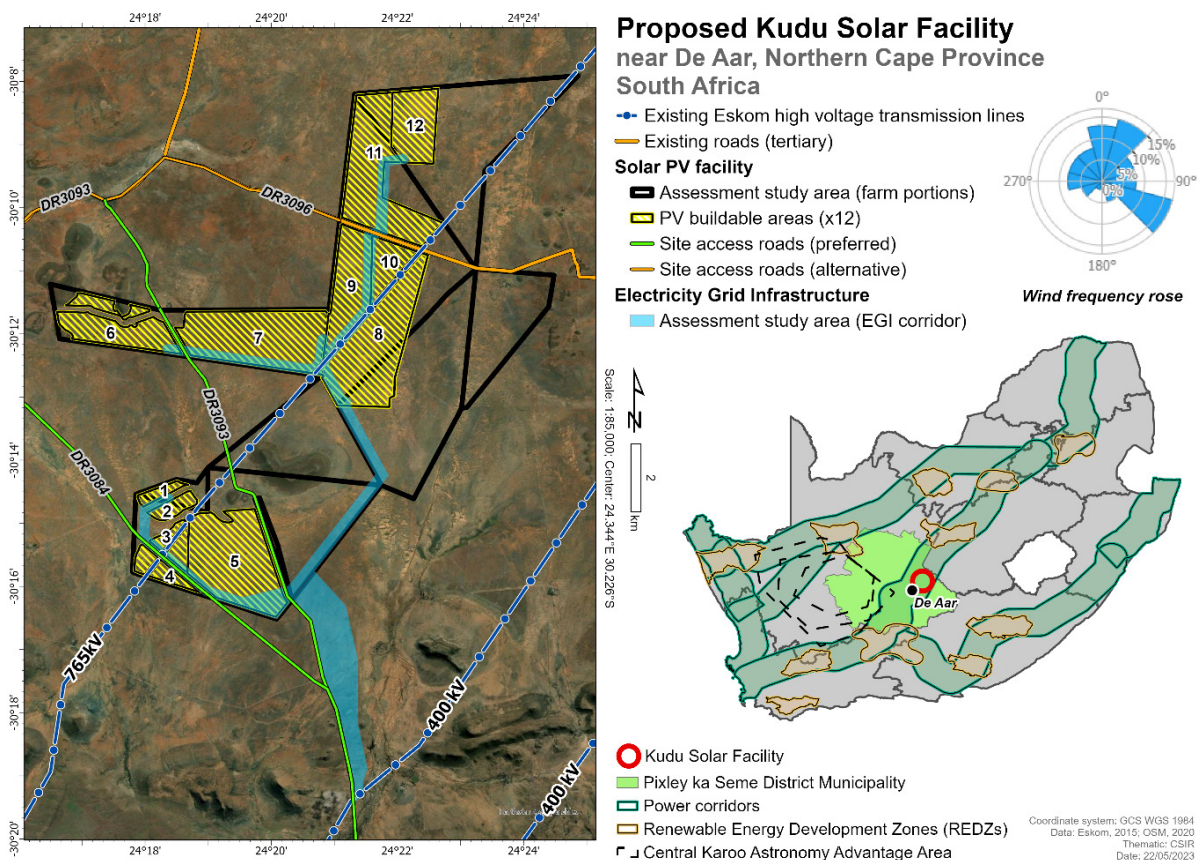 24°18'
24°20'
24°22'
24°24'
-30°8'
-30°10'
-30°12'
-30°14'
-30°16'
-30°18'
-30°20'
DR3093
DR3096
12
11
10
9
8
7
6
DR3093
DR3084
1
2
3
4
5
765kV
400 kV
400 kV
24°18'
24°20'
24°22'
24°24'
Proposed Kudu Solar Facility
near De Aar, Northern Cape Province
South Africa
Existing Eskom high voltage transmission lines
Existing roads (tertiary)
Solar PV facility
Assessment study area (farm portions)
PV buildable areas (x12)
Site access roads (preferred)
Site access roads (alternative)
Electricity Grid Infrastructure
Assessment study area (EGI corridor)
0°
15%
10%
5%
0%
270°
90°
180°
Wind frequency rose
Scale: 1:85,000; Center: 24.344°E 30.226°S
N
2
km
De Aar
Kudu Solar Facility
Pixley ka Seme District Municipality
Power corridors
Renewable Energy Development Zones (REDZs)
Central Karoo Astronomy Advantage Area
Coordinate system: GCS WGS 1984
Data: Eskom, 2015; OSM, 2020
Thematic: CSIR
Date: 22/05/2023